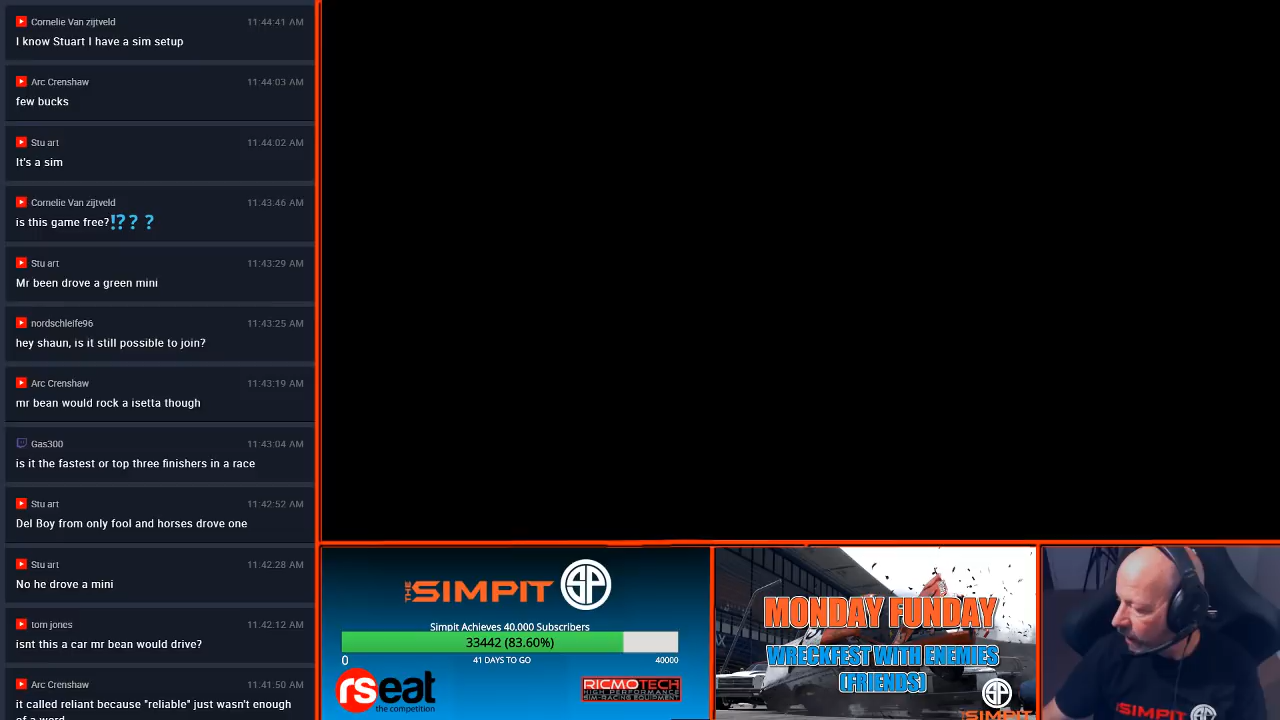 Cornelie Van zijtveld 11:44:41 AM
I know Stuart I have a sim setup
Arc Crenshaw 11:44:03 AM
few bucks
Stu art 11:44:02 AM
It's a sim
Cornelie Van zijtveld 11:43:46 AM
is this game free?⁉️❓❓
Stu art 11:43:29 AM
Mr been drove a green mini
nordschleife96 11:43:25 AM
hey shaun, is it still possible to join?
Arc Crenshaw 11:43:19 AM
mr bean would rock a isetta though
Gas300 11:43:04 AM
is it the fastest or top three finishers in a race
Stu art 11:42:52 AM
Del Boy from only fool and horses drove one
Stu art 11:42:28 AM
No he drove a mini
tom jones 11:42:12 AM
isnt this a car mr bean would drive?
Arc Crenshaw 11:41:50 AM
reliant because "reliable" just wasn't enough
of a word
THE SIMPIT SP
Simpit Achieves 40,000 Subscribers
33442 (83.60%)
0 41 DAYS TO GO 40000
rseat
the competition
RICMOTECH
HIGH PERFORMANCE
SIM-RACING EQUIPMENT
MONDAY FUNDAY
WRECKFEST WITH ENEMIES
(FRIENDS)
SP
SIMPIT
SIMPIT SP